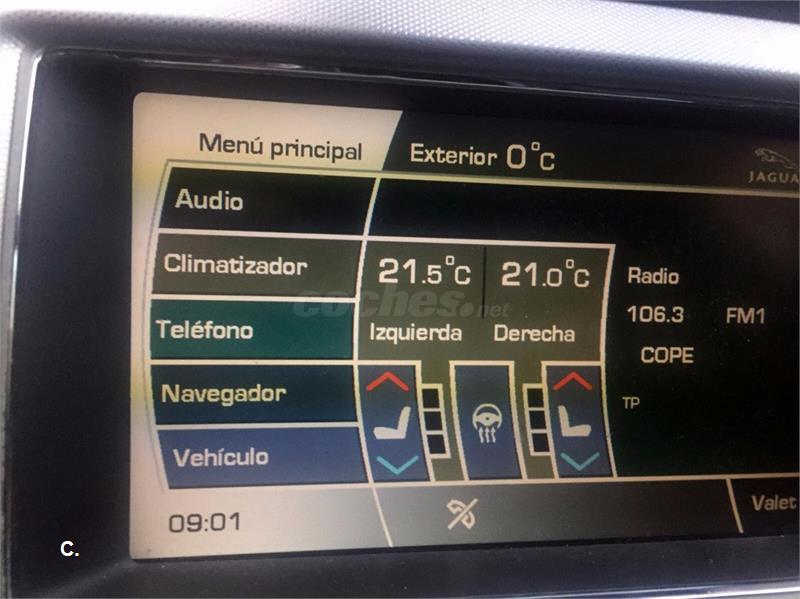 Menú principal
Exterior 0°C
JAGUA
Audio
Climatizador
21.5°C
21.0°C
Radio
coches.net
106.3
FM1
Teléfono
Izquierda
Derecha
COPE
Navegador
TP
Vehículo
Valet
09:01
C.